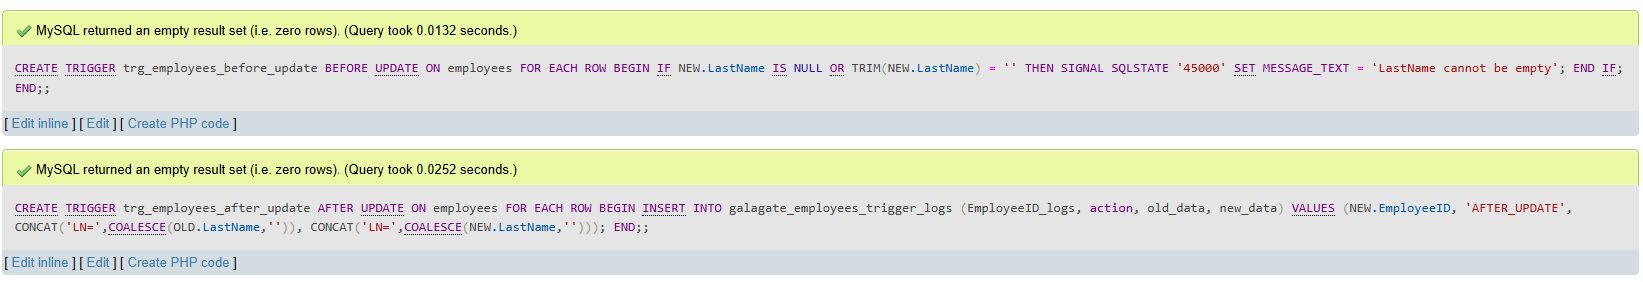 MySQL returned an empty result set (i.e. zero rows). (Query took 0.0132 seconds.)
CREATE TRIGGER trg_employees_before_update BEFORE UPDATE ON employees FOR EACH ROW BEGIN IF NEW.LastName IS NULL OR TRIM(NEW.LastName) = '' THEN SIGNAL SQLSTATE '45000' SET MESSAGE_TEXT = 'LastName cannot be empty'; END IF;
END;;
[ Edit inline ] [ Edit ] [ Create PHP code ]
MySQL returned an empty result set (i.e. zero rows). (Query took 0.0252 seconds.)
CREATE TRIGGER trg_employees_after_update AFTER UPDATE ON employees FOR EACH ROW BEGIN INSERT INTO galagate_employees_trigger_logs (EmployeeID_logs, action, old_data, new_data) VALUES (NEW.EmployeeID, 'AFTER_UPDATE',
CONCAT('LN=',COALESCE(OLD.LastName,'')), CONCAT('LN=',COALESCE(NEW.LastName,''))); END;;
[ Edit inline ] [ Edit ] [ Create PHP code ]